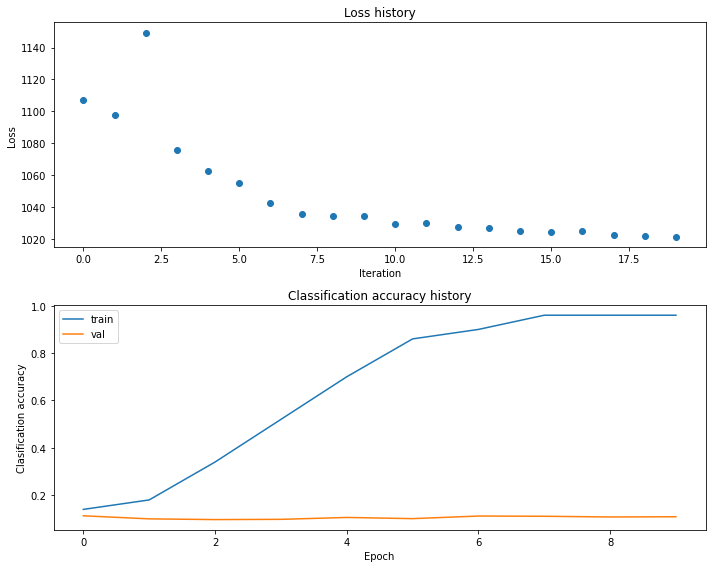 Loss history
Loss
1140
1120
1100
1080
1060
1040
1020
0.0 2.5 5.0 7.5 10.0 12.5 15.0 17.5
Iteration
Classification accuracy history
Clasification accuracy
1.0
0.8
0.6
0.4
0.2
train
val
0 2 4 6 8
Epoch